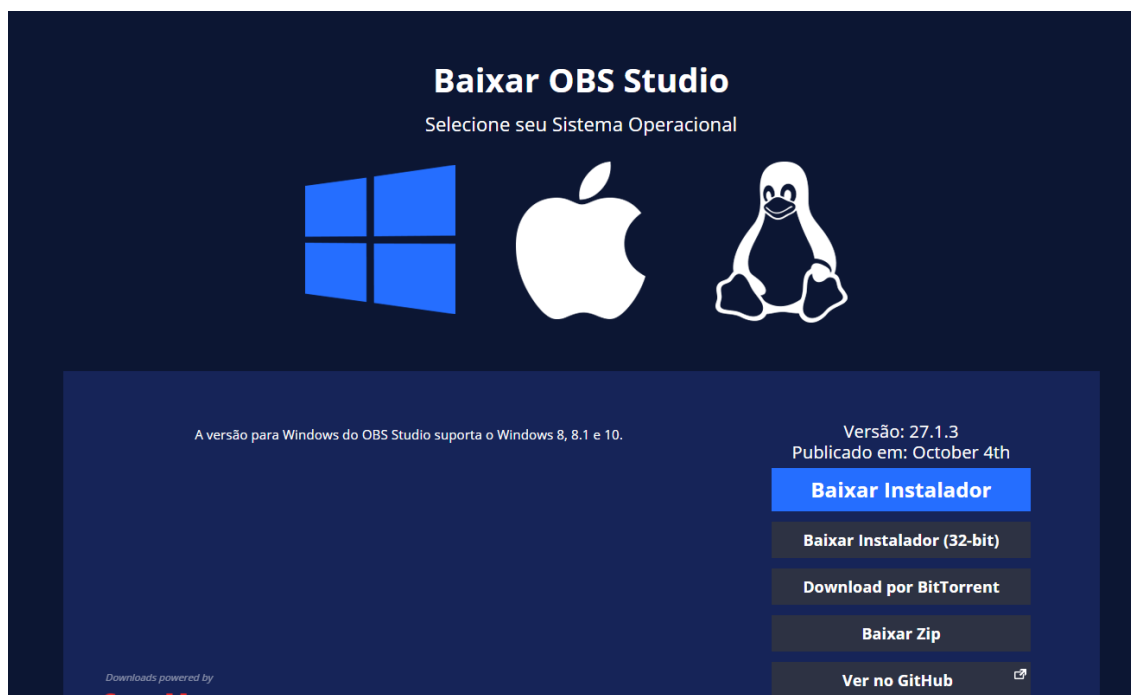 Baixar OBS Studio
Selecione seu Sistema Operacional
A versão para Windows do OBS Studio suporta o Windows 8, 8.1 e 10.
Versão: 27.1.3
Publicado em: October 4th
Baixar Instalador
Baixar Instalador (32-bit)
Download por BitTorrent
Baixar Zip
Ver no GitHub
Downloads powered by